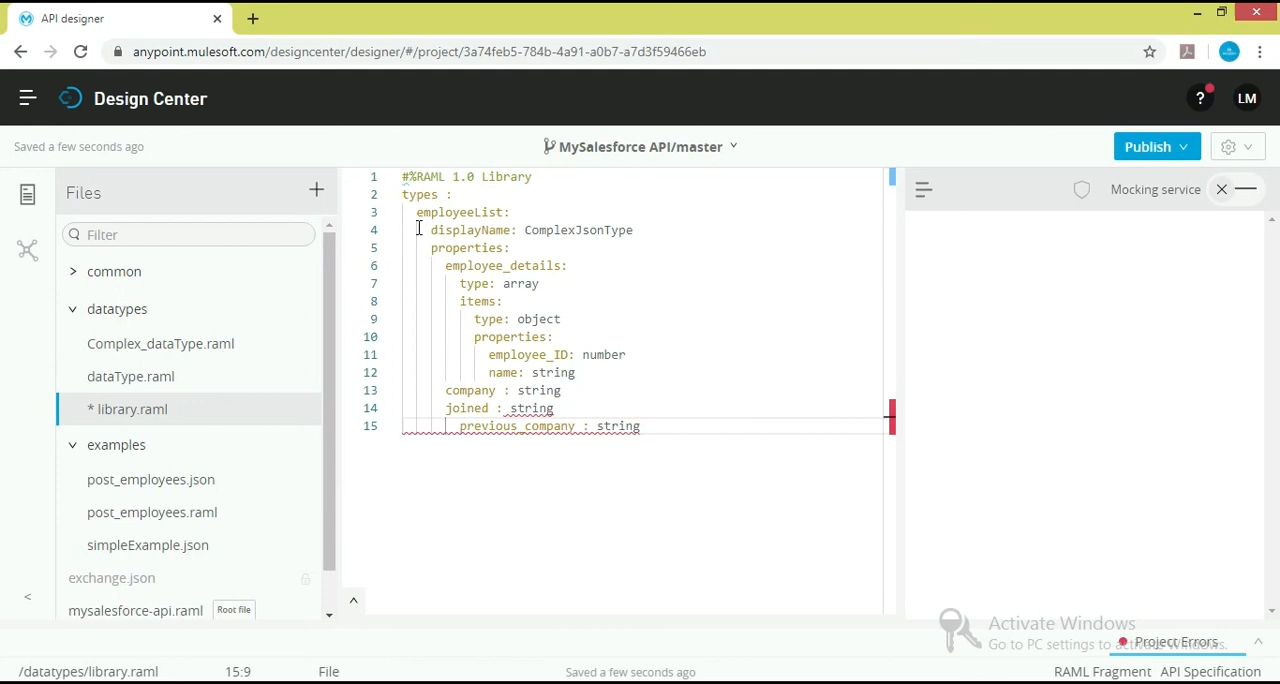 API designer
anypoint.mulesoft.com/designcenter/designer/#/project/3a74feb5-784b-4a91-a0b7-a7d3f59466eb
Design Center
? LM
Saved a few seconds ago
MySalesforce API/master
Publish
Files
Filter
common
datatypes
Complex_dataType.raml
dataType.raml
* library.raml
examples
post_employees.json
post_employees.raml
simpleExample.json
exchange.json
mysalesforce-api.raml Root file
1 #%RAML 1.0 Library
2 types :
3 employeeList:
4 displayName: ComplexJsonType
5 properties:
6 employee_details:
7 type: array
8 items:
9 type: object
10 properties:
11 employee_ID: number
12 name: string
13 company : string
14 joined : string
15 previous_company : string
Mocking service
Activate Windows
Go to PC settings to activate Windows.
Project Errors
/datatypes/library.raml 15:9 File Saved a few seconds ago RAML Fragment API Specification